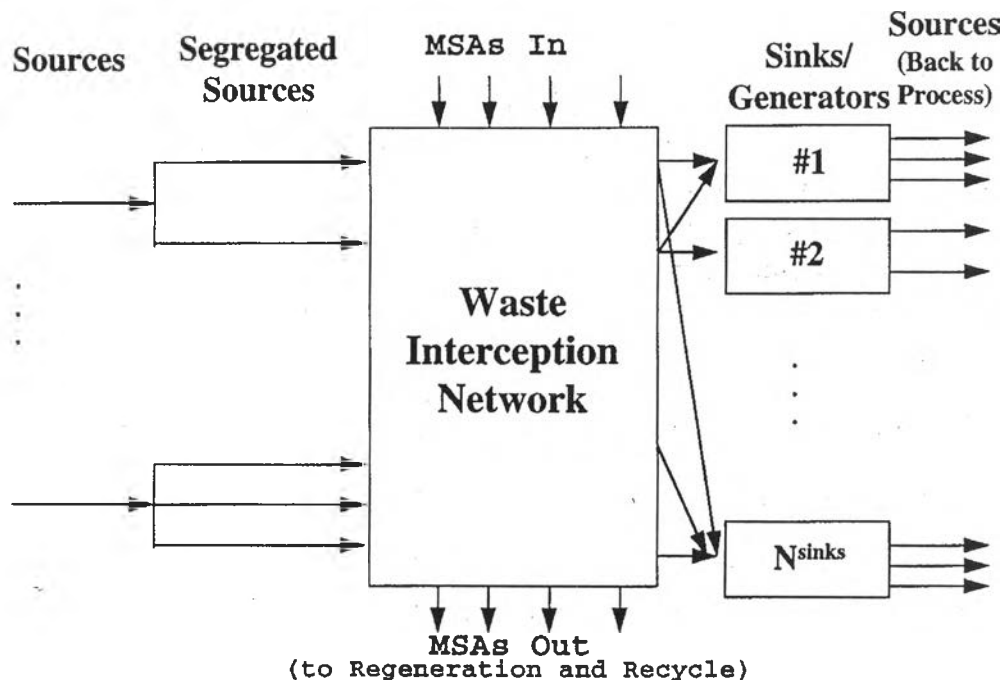 Sources
Segregated
Sources
MSAs In
Sinks/
Generators
Sources
(Back to
Process)
#1
#2
Waste
Interception
Network
N^sinks
MSAs Out
(to Regeneration and Recycle)